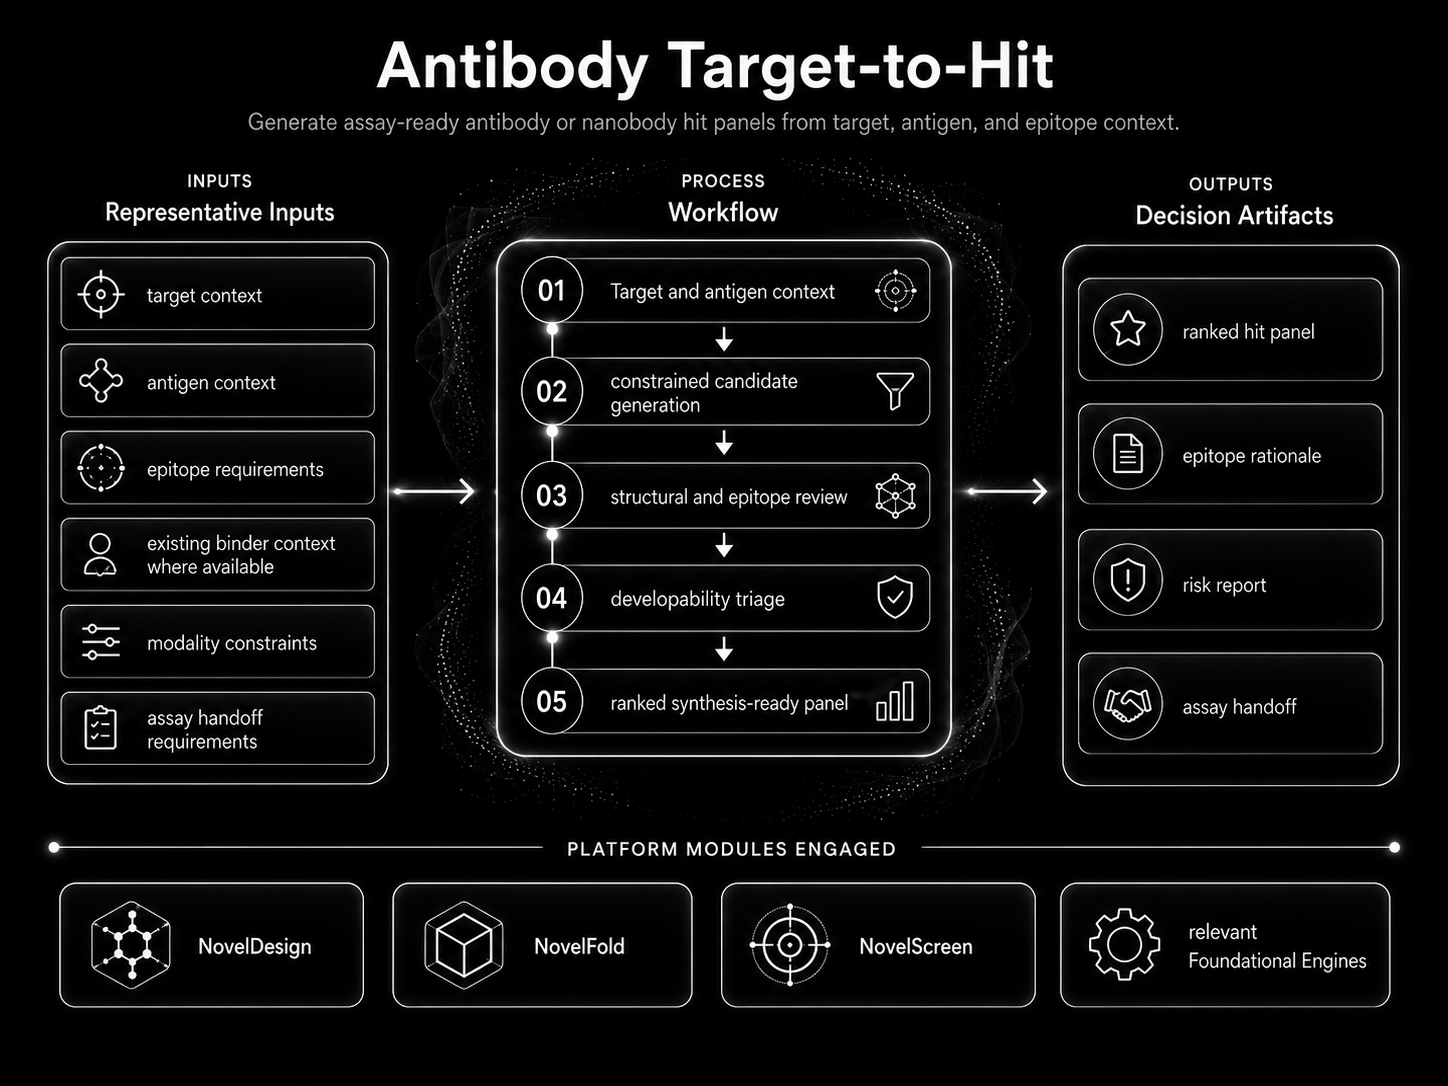 Antibody Target-to-Hit
Generate assay-ready antibody or nanobody hit panels from target, antigen, and epitope context.
INPUTS
Representative Inputs
target context
antigen context
epitope requirements
existing binder context
where available
modality constraints
assay handoff
requirements
PROCESS
Workflow
01
Target and antigen context
02
constrained candidate
generation
03
structural and epitope review
04
developability triage
05
ranked synthesis-ready panel
OUTPUTS
Decision Artifacts
ranked hit panel
epitope rationale
risk report
assay handoff
PLATFORM MODULES ENGAGED
NovelDesign
NovelFold
NovelScreen
relevant
Foundational Engines